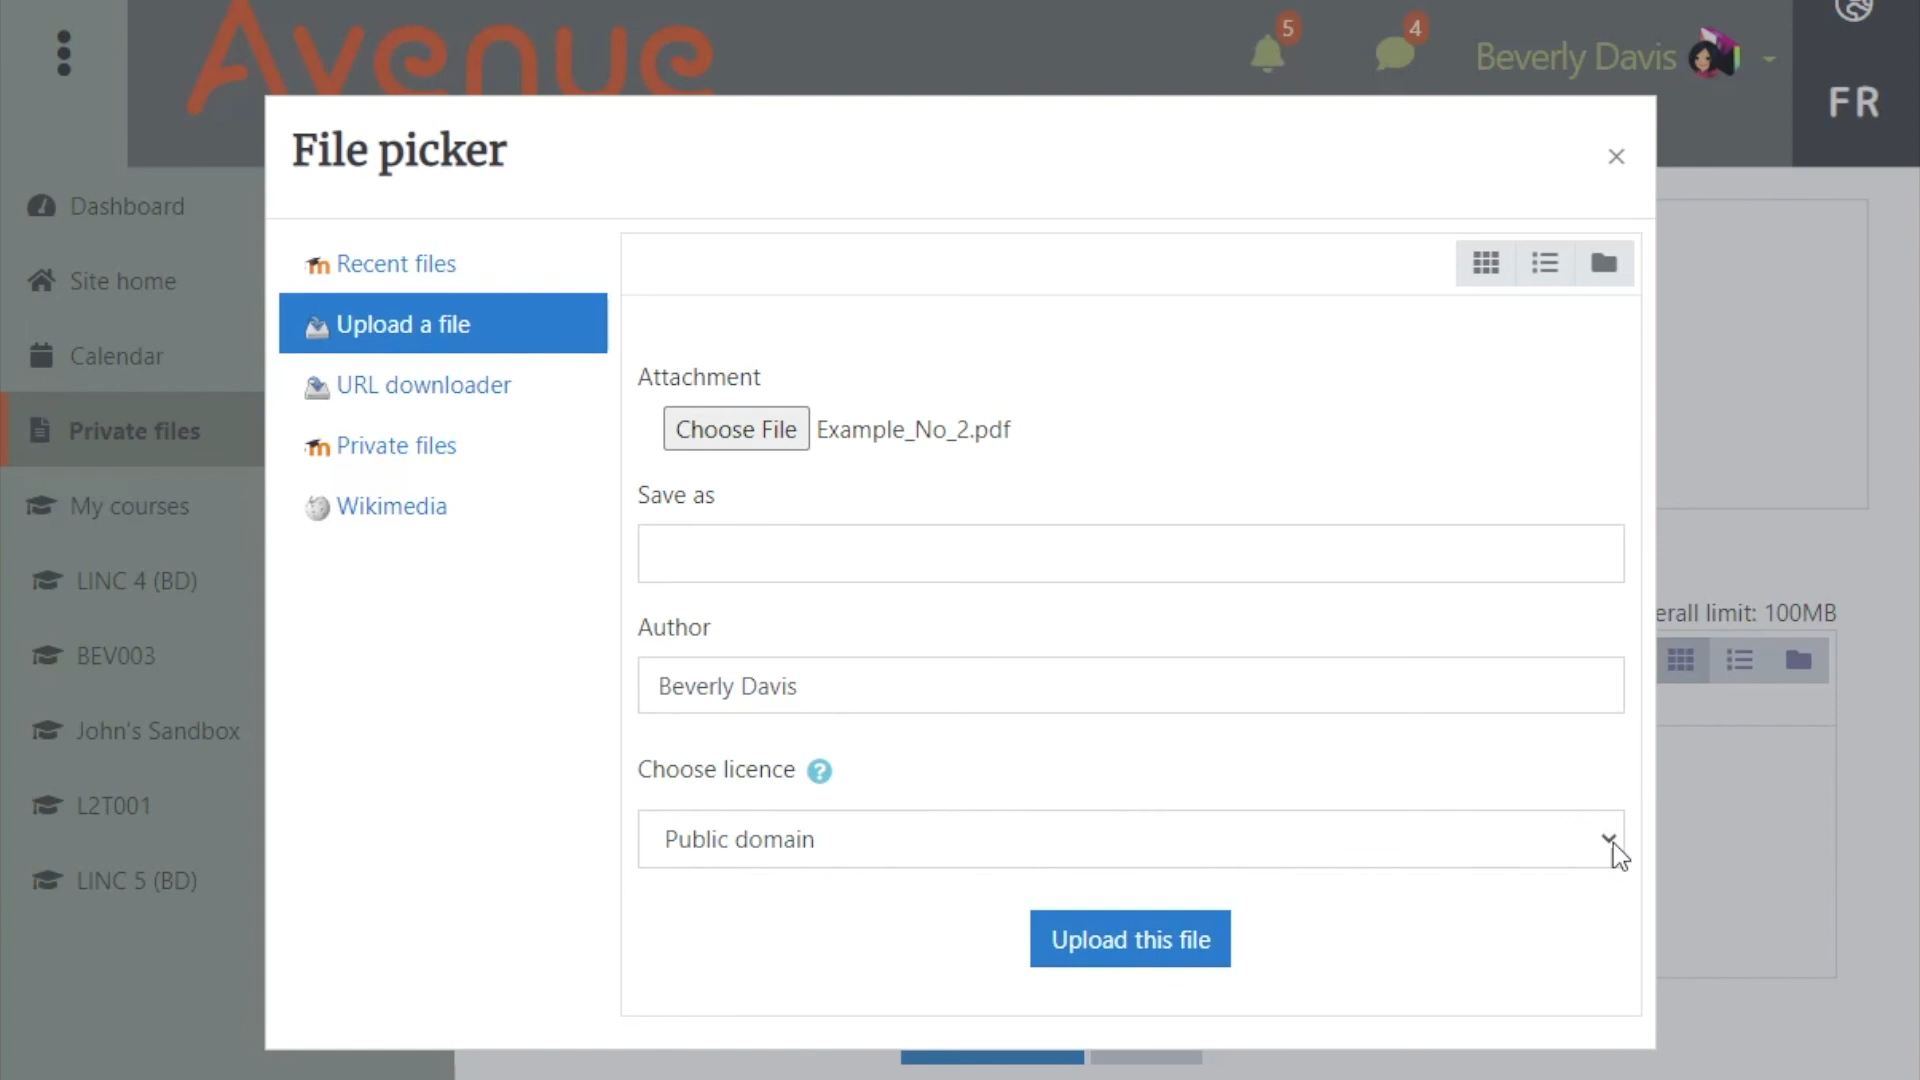 Avenue
5
4
Beverly Davis
FR
File picker
Dashboard
Site home
Calendar
Private files
My courses
LINC 4 (BD)
BEV003
John's Sandbox
L2T001
LINC 5 (BD)
Recent files
Upload a file
URL downloader
Private files
Wikimedia
Attachment
Choose File Example_No_2.pdf
Save as
Author
Beverly Davis
Choose licence
Public domain
Upload this file
erall limit: 100MB